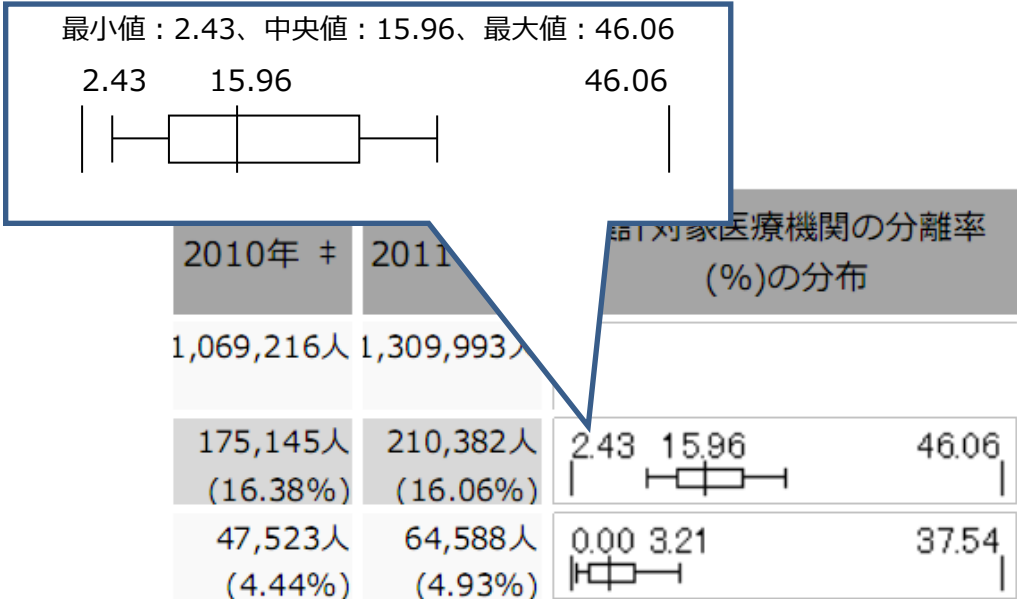 最小値：2.43、中央値：15.96、最大値：46.06
2.43 15.96 46.06
2010年 ‡ 2011 計対象医療機関の分離率
(%)の分布
1,069,216人 1,309,993人
175,145人 210,382人 2.43 15.96 46.06
(16.38%) (16.06%)
47,523人 64,588人 0.00 3.21 37.54
(4.44%) (4.93%)